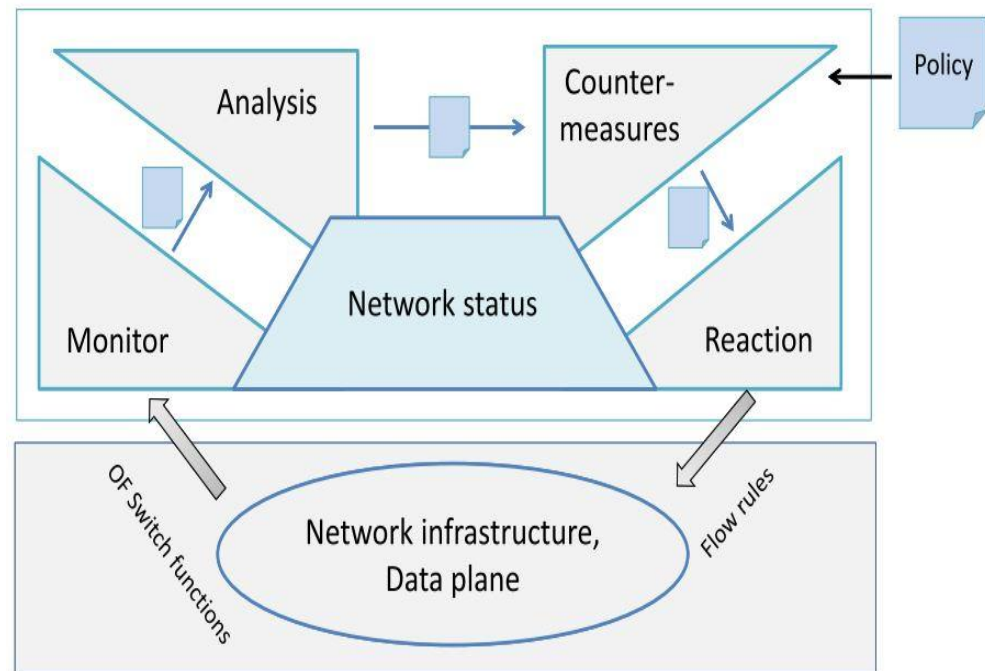 Analysis
Counter-
measures
Policy
Monitor
Network status
Reaction
OF Switch functions
Network infrastructure,
Data plane
Flow rules